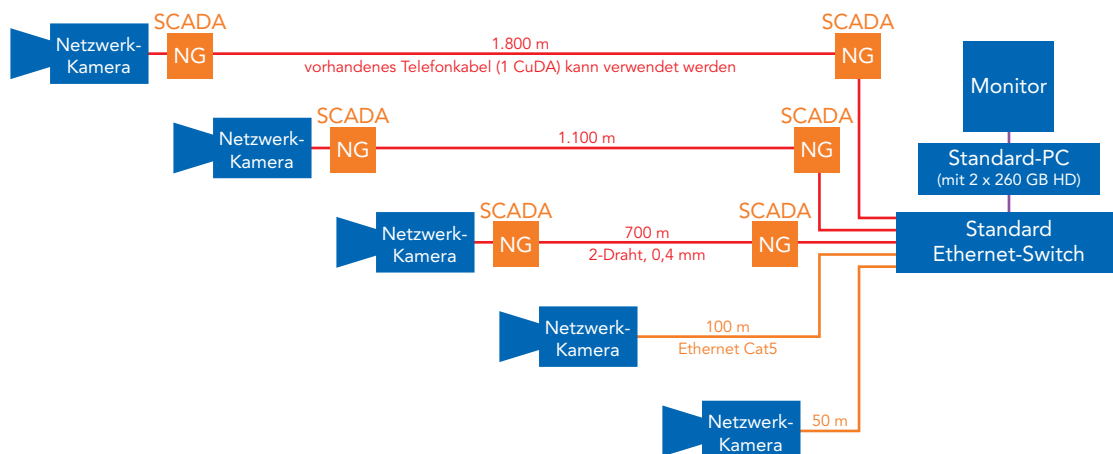 SCADA
SCADA
Netzwerk-
Kamera
NG
1.800 m
vorhandenes Telefonkabel (1 CuDA) kann verwendet werden
NG
Monitor
SCADA
SCADA
Netzwerk-
Kamera
NG
1.100 m
NG
Standard-PC
(mit 2 x 260 GB HD)
SCADA
SCADA
Netzwerk-
Kamera
NG
700 m
2-Draht, 0,4 mm
NG
Standard
Ethernet-Switch
Netzwerk-
Kamera
100 m
Ethernet Cat5
Netzwerk-
Kamera
50 m